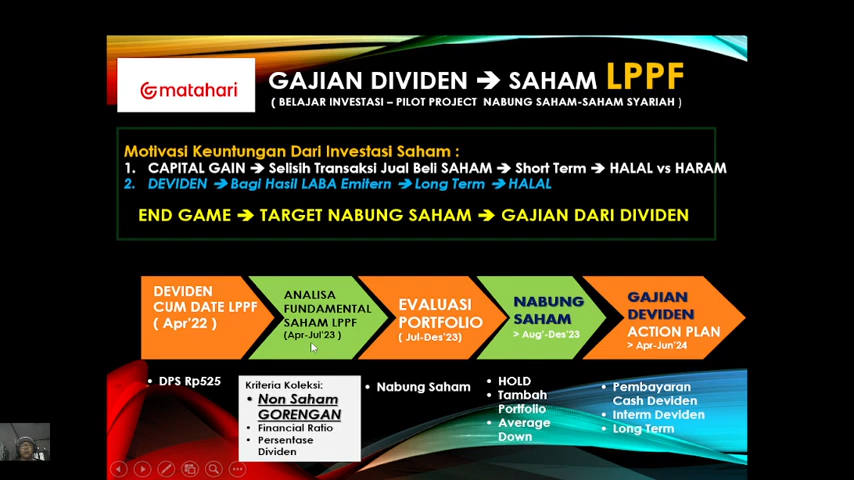 matahari
GAJIAN DIVIDEN → SAHAM LPPF
( BELAJAR INVESTASI – PILOT PROJECT NABUNG SAHAM-SAHAM SYARIAH )
Motivasi Keuntungan Dari Investasi Saham :
1. CAPITAL GAIN → Selisih Transaksi Jual Beli SAHAM → Short Term → HALAL vs HARAM
2. DEVIDEN → Bagi Hasil LABA Emitern → Long Term → HALAL
END GAME → TARGET NABUNG SAHAM → GAJIAN DARI DIVIDEN
DEVIDEN
CUM DATE LPPF
( Apr'22 )
• DPS Rp525
ANALISA
FUNDAMENTAL
SAHAM LPPF
(Apr-Jul'23 )
Kriteria Koleksi:
• Non Saham
GORENGAN
• Financial Ratio
• Persentase
Dividen
EVALUASI
PORTFOLIO
( Jul-Des'23)
• Nabung Saham
NABUNG
SAHAM
> Aug'-Des'23
• HOLD
• Tambah
Portfolio
• Average
Down
GAJIAN
DEVIDEN
ACTION PLAN
> Apr-Jun'24
• Pembayaran
Cash Deviden
• Interm Deviden
• Long Term